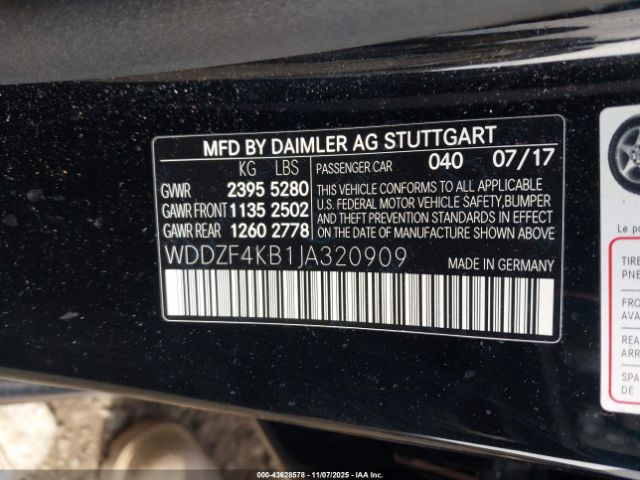 MFD BY DAIMLER AG STUTTGART
KG LBS
GVWR 2395 5280
GAWR FRONT 1135 2502
GAWR REAR 1260 2778
PASSENGER CAR 040 07/17
THIS VEHICLE CONFORMS TO ALL APPLICABLE
U.S. FEDERAL MOTOR VEHICLE SAFETY,BUMPER
AND THEFT PREVENTION STANDARDS IN EFFECT
ON THE DATE OF MANUFACTURE SHOWN ABOVE.
WDDZF4KB1JA320909
MADE IN GERMANY
Le
TIRE
PNE
FRO
AVA
REA
ARR
SPA
DE
000-43628578 - 11/07/2025 - IAA, Inc.